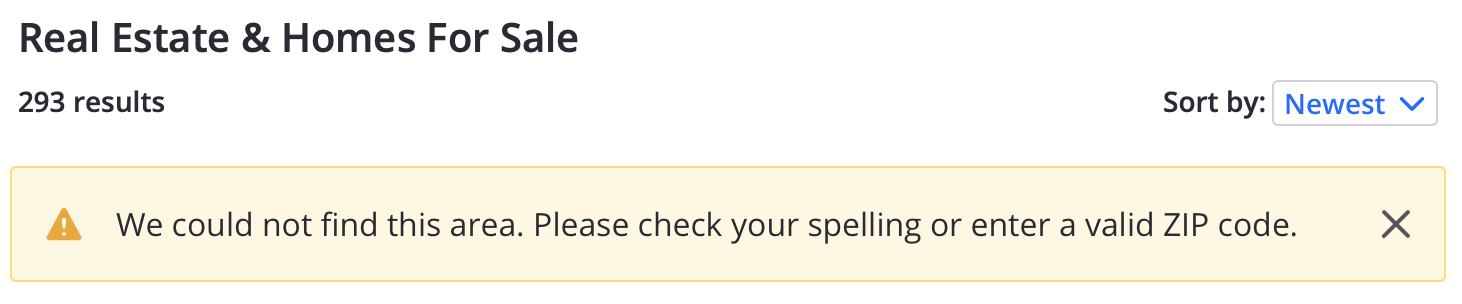 Real Estate & Homes For Sale
293 results
Sort by: Newest
We could not find this area. Please check your spelling or enter a valid ZIP code.